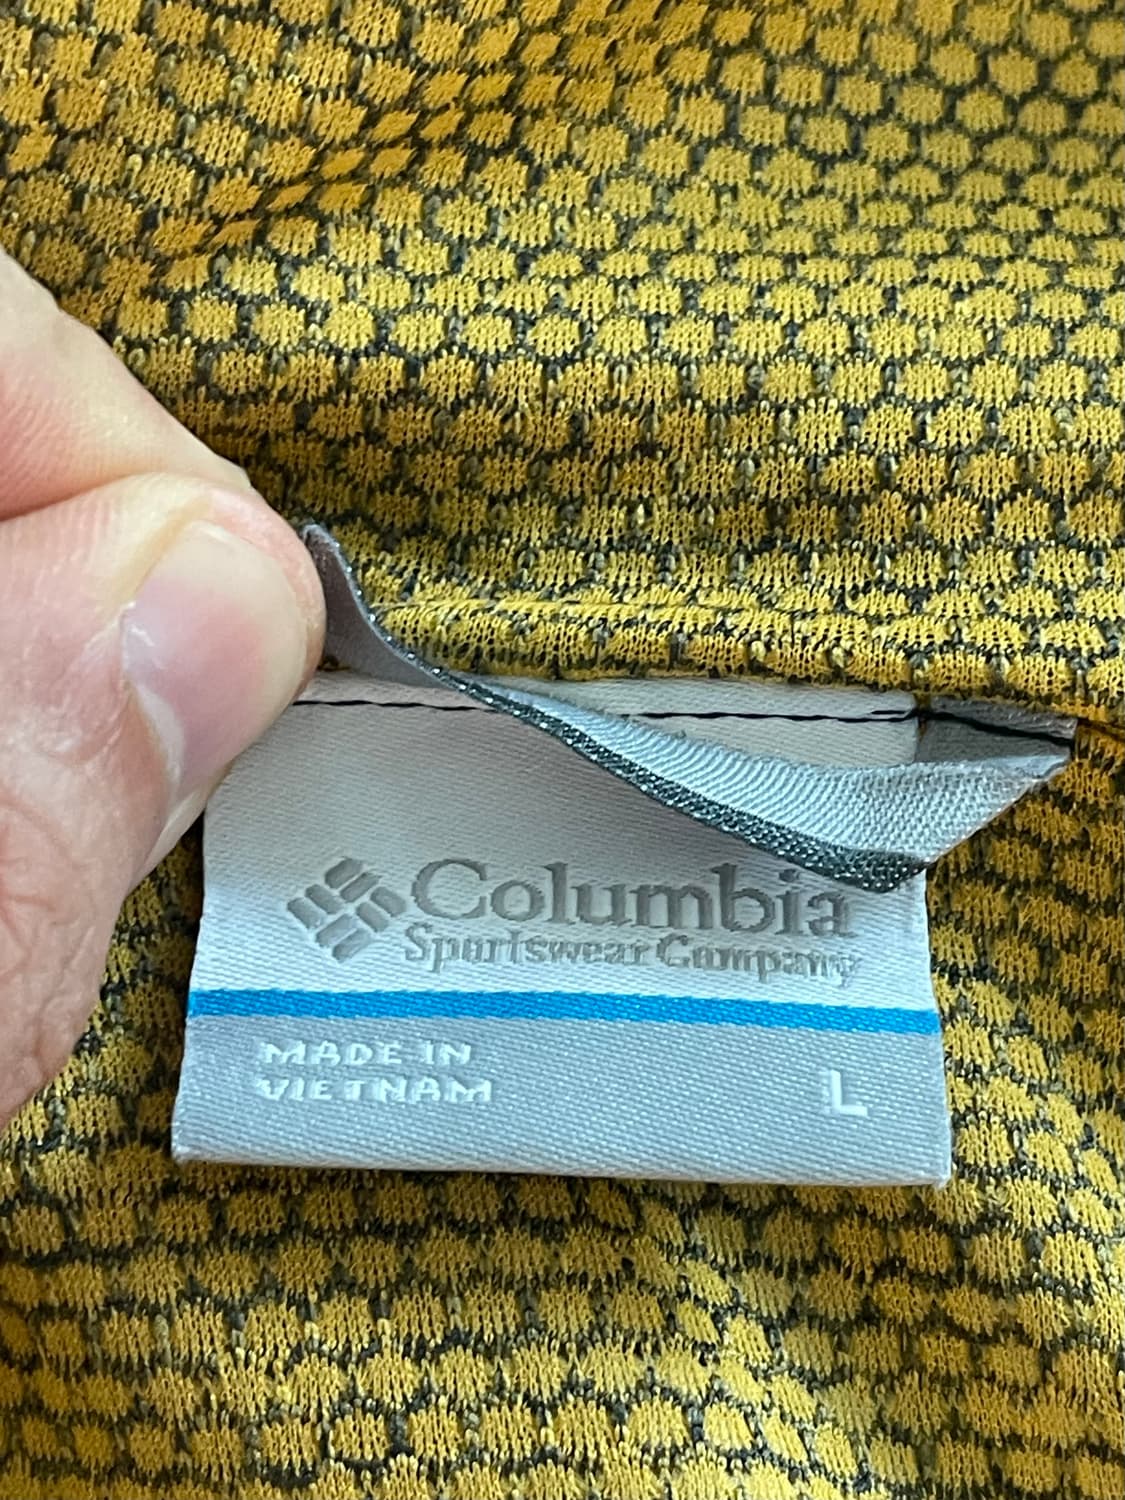 Columbia
Sportswear Company
MADE IN
VIETNAM
L